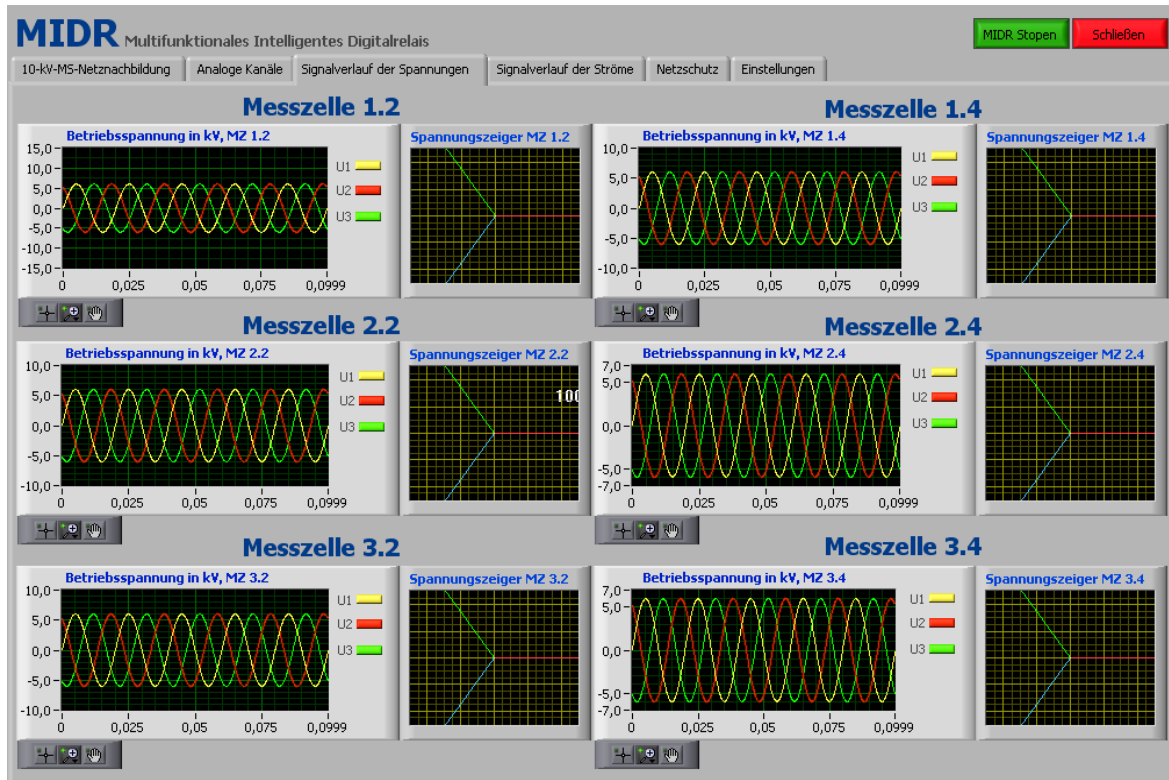 MIDR Multifunktionales Intelligentes Digitalrelais
MIDR Stopen
Schließen
10-kV-MS-Netznachbildung
Analoge Kanäle
Signalverlauf der Spannungen
Signalverlauf der Ströme
Netzschutz
Einstellungen
Messzelle 1.2
Betriebsspannung in kV, MZ 1.2
15,0
10,0
5,0
0,0
-5,0
-10,0
-15,0
0 0,025 0,05 0,075 0,0999
U1
U2
U3
Spannungszeiger MZ 1.2
Messzelle 1.4
Betriebsspannung in kV, MZ 1.4
10,0
5,0
0,0
-5,0
-10,0
0 0,025 0,05 0,075 0,0999
U1
U2
U3
Spannungszeiger MZ 1.4
Messzelle 2.2
Betriebsspannung in kV, MZ 2.2
10,0
5,0
0,0
-5,0
-10,0
0 0,025 0,05 0,075 0,0999
U1
U2
U3
Spannungszeiger MZ 2.2
100
Messzelle 2.4
Betriebsspannung in kV, MZ 2.4
7,0
5,0
0,0
-5,0
-7,0
0 0,025 0,05 0,075 0,0999
U1
U2
U3
Spannungszeiger MZ 2.4
Messzelle 3.2
Betriebsspannung in kV, MZ 3.2
10,0
5,0
0,0
-5,0
-10,0
0 0,025 0,05 0,075 0,0999
U1
U2
U3
Spannungszeiger MZ 3.2
Messzelle 3.4
Betriebsspannung in kV, MZ 3.4
7,0
5,0
0,0
-5,0
-7,0
0 0,025 0,05 0,075 0,0999
U1
U2
U3
Spannungszeiger MZ 3.4